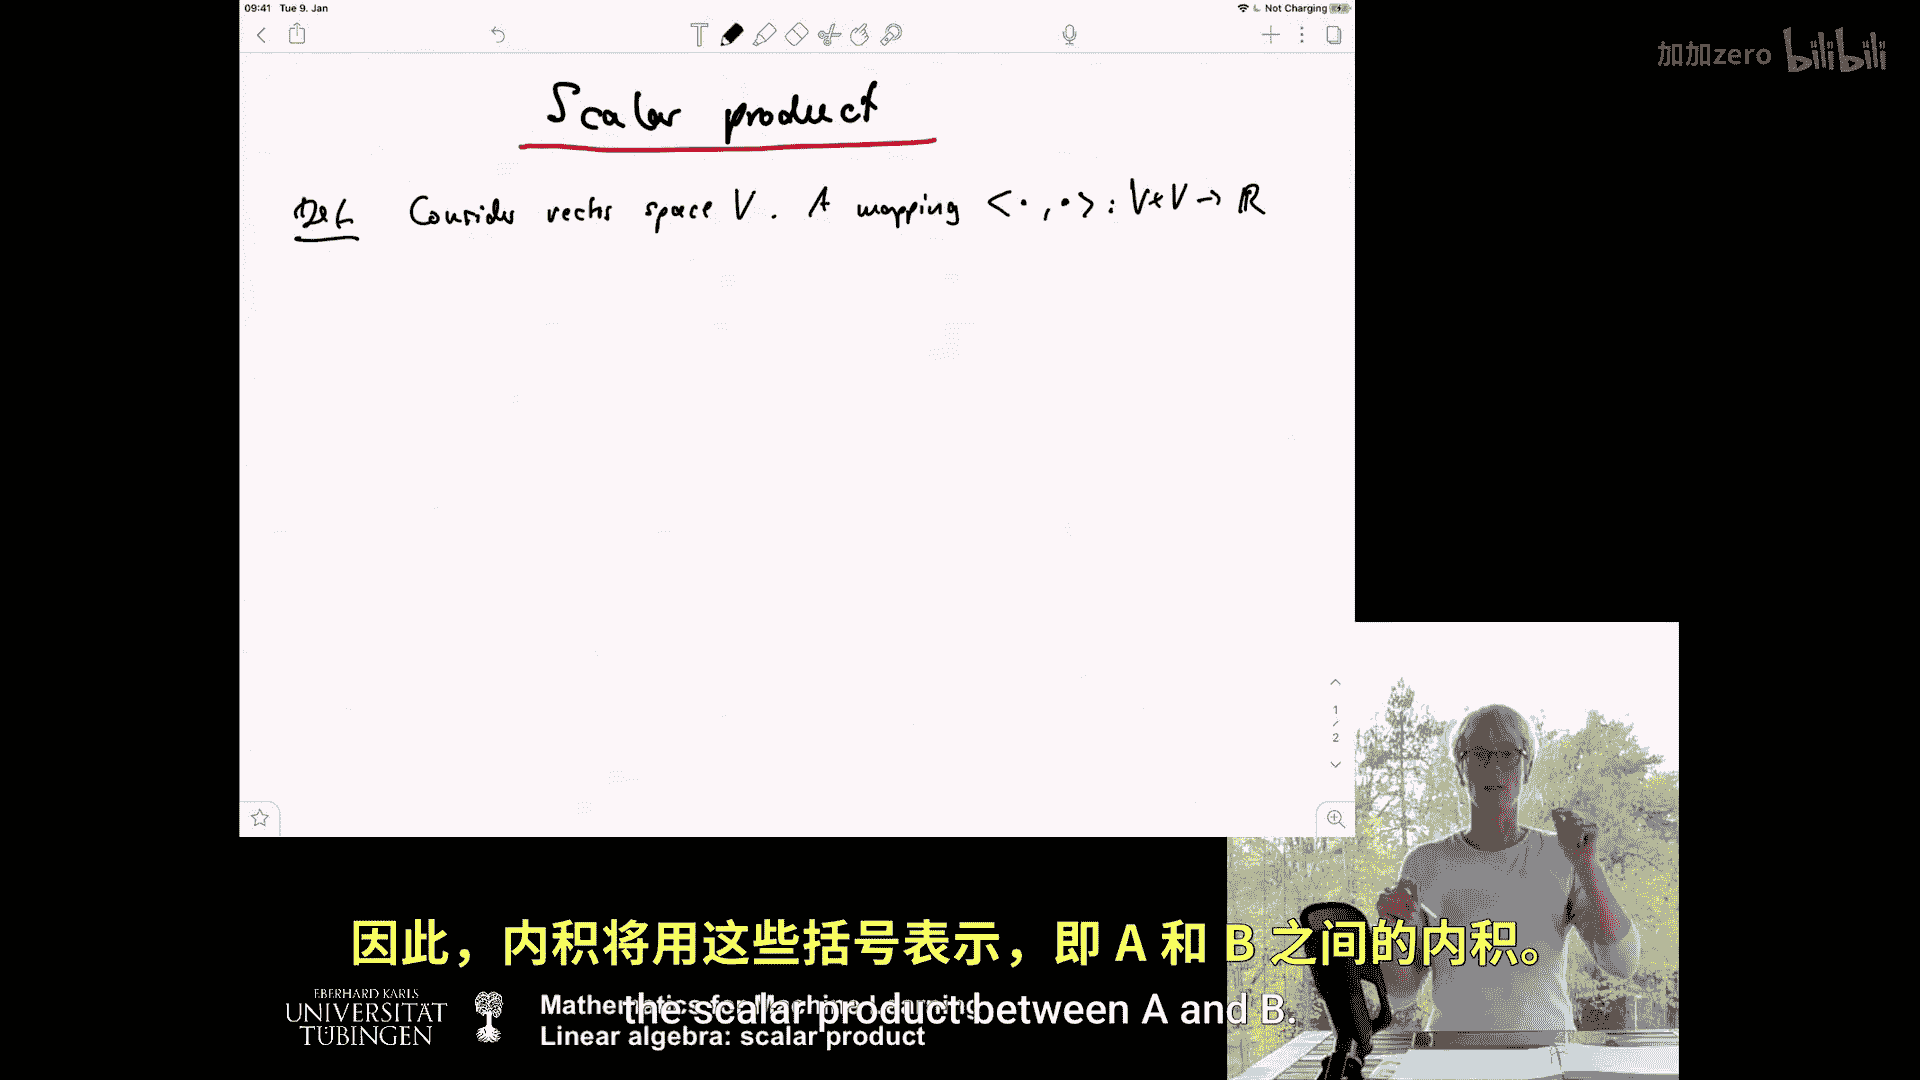 09:41 Tue 9. Jan
Not Charging
加加zero bilibili
Scalar product
Def Consider vector space V. A mapping <·,·> : V×V → ℝ
1
/
2
因此，内积将用这些括号表示，即 A 和 B 之间的内积。
the scalar product between A and B.
EBERHARD KARLS
UNIVERSITÄT
TÜBINGEN
Mathematics for Machine Learning
Linear algebra: scalar product